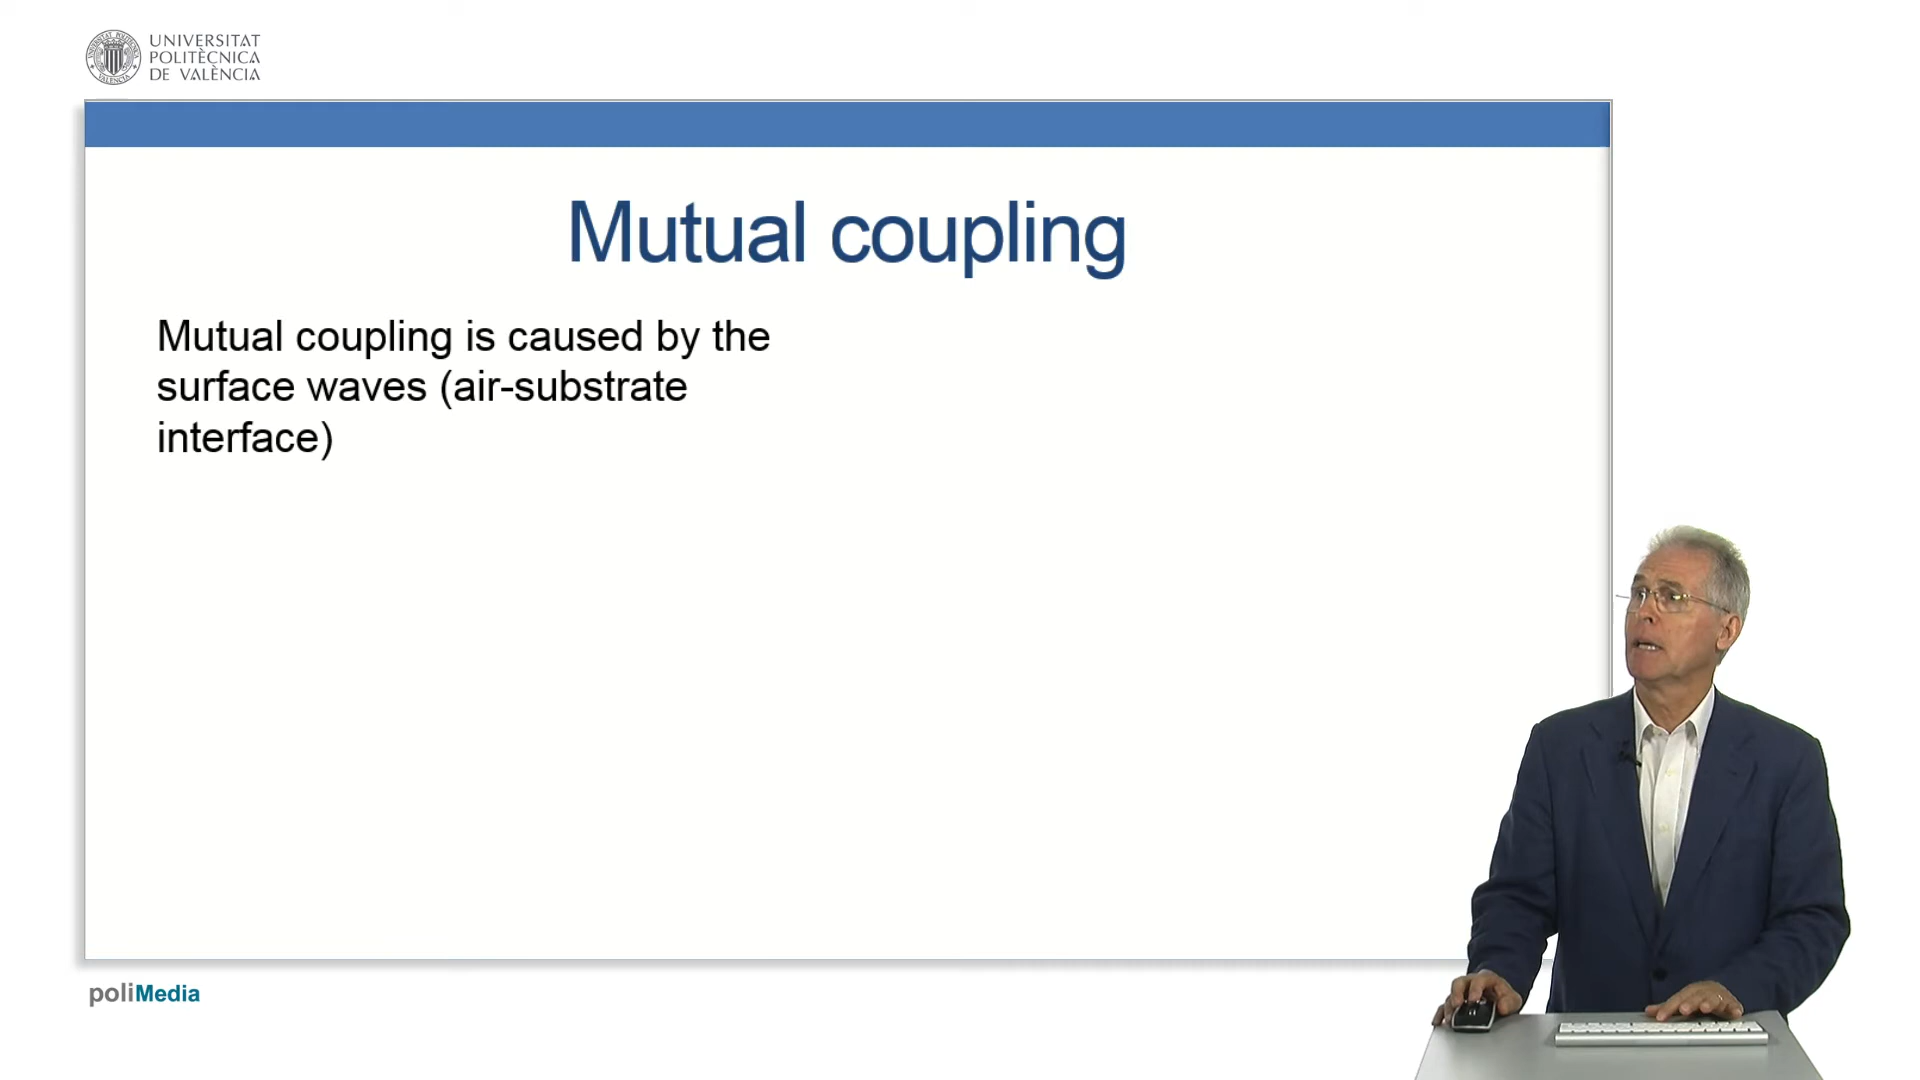 UNIVERSITAT
POLITÈCNICA
DE VALÈNCIA
Mutual coupling
Mutual coupling is caused by the
surface waves (air-substrate
interface)
poliMedia